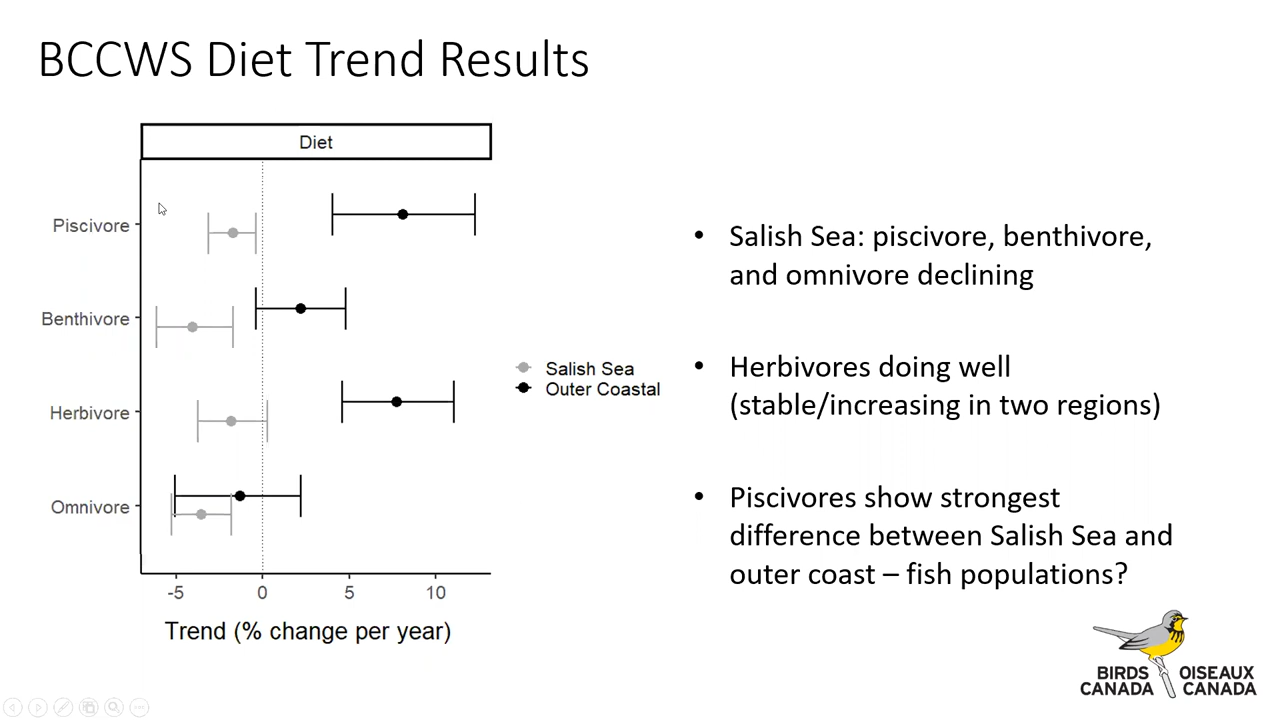 BCCWS Diet Trend Results
Diet
Piscivore
Benthivore
Herbivore
Omnivore
-5 0 5 10
Trend (% change per year)
Salish Sea
Outer Coastal
• Salish Sea: piscivore, benthivore,
and omnivore declining
• Herbivores doing well
(stable/increasing in two regions)
• Piscivores show strongest
difference between Salish Sea and
outer coast – fish populations?
BIRDS OISEAUX
CANADA CANADA